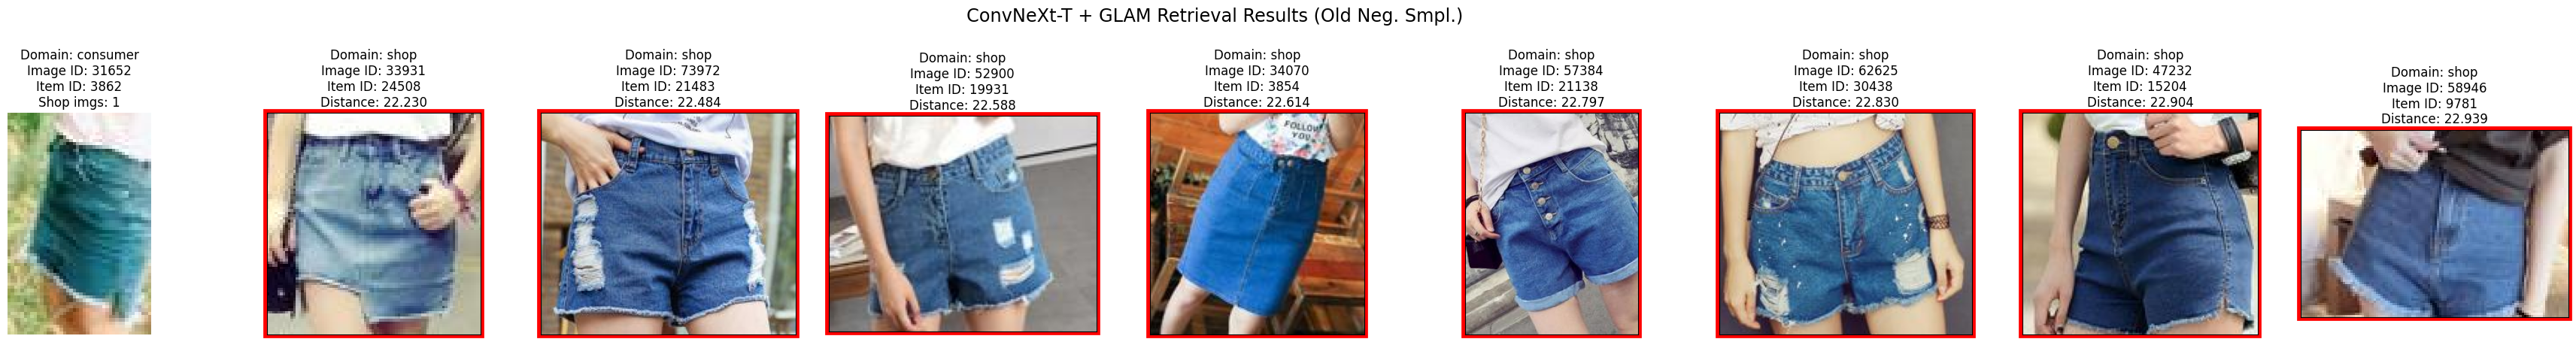 ConvNeXt-T + GLAM Retrieval Results (Old Neg. Smpl.)
Domain: consumer
Image ID: 31652
Item ID: 3862
Shop imgs: 1
Domain: shop
Image ID: 33931
Item ID: 24508
Distance: 22.230
Domain: shop
Image ID: 73972
Item ID: 21483
Distance: 22.484
Domain: shop
Image ID: 52900
Item ID: 19931
Distance: 22.588
Domain: shop
Image ID: 34070
Item ID: 3854
Distance: 22.614
FOLLOW
YOU
Domain: shop
Image ID: 57384
Item ID: 21138
Distance: 22.797
Domain: shop
Image ID: 62625
Item ID: 30438
Distance: 22.830
Domain: shop
Image ID: 47232
Item ID: 15204
Distance: 22.904
Domain: shop
Image ID: 58946
Item ID: 9781
Distance: 22.939